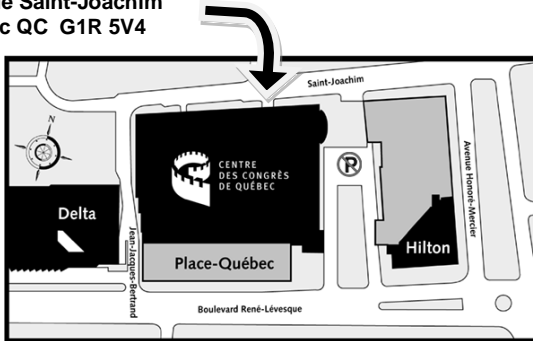 Saint-Joachim
c QC G1R 5V4
Saint-Joachim
N
CENTRE
DES CONGRÈS
DE QUÉBEC
P
Avenue Honoré-Mercier
Delta
Jean-Jacques-Bertrand
Place-Québec
Hilton
Boulevard René-Lévesque